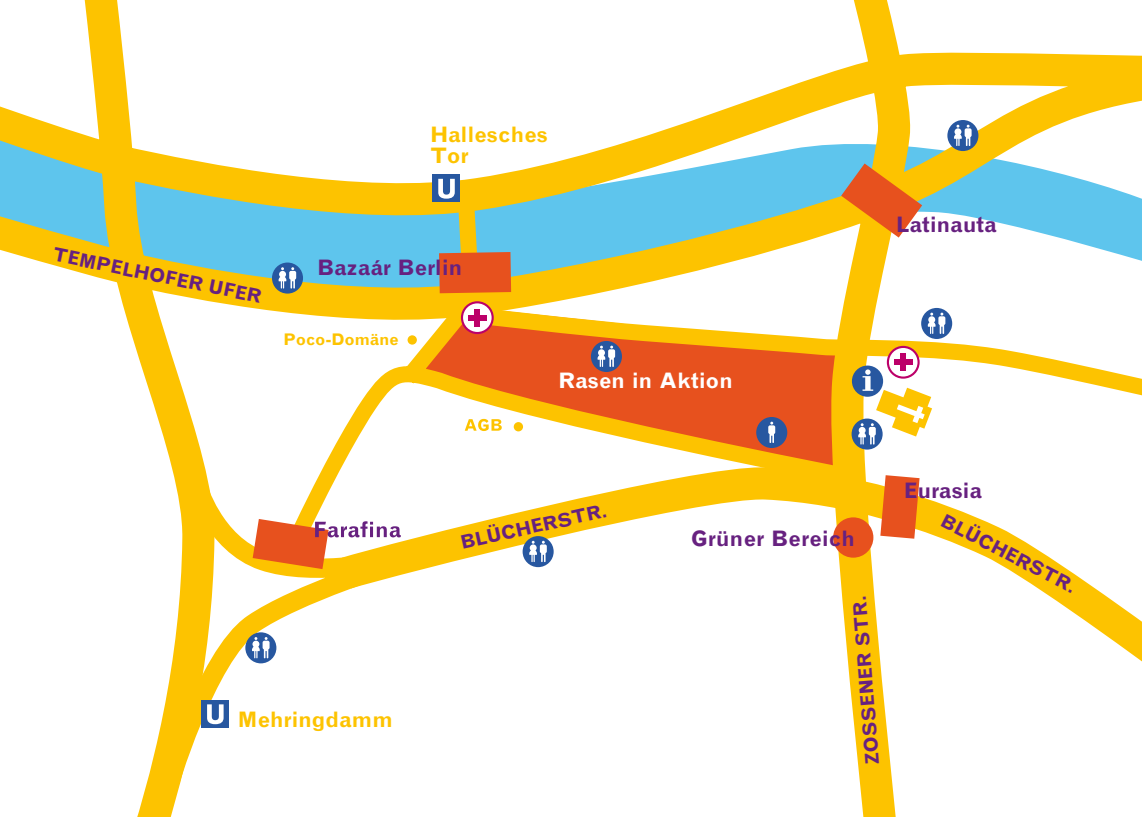 Hallesches
Tor
U
Latinauta
TEMPELHOFER UFER
Bazaár Berlin
Poco-Domäne
Rasen in Aktion
i
AGB
Eurasia
Farafina
BLÜCHERSTR.
Grüner Bereich
BLÜCHERSTR.
ZOSSENER STR.
U
Mehringdamm